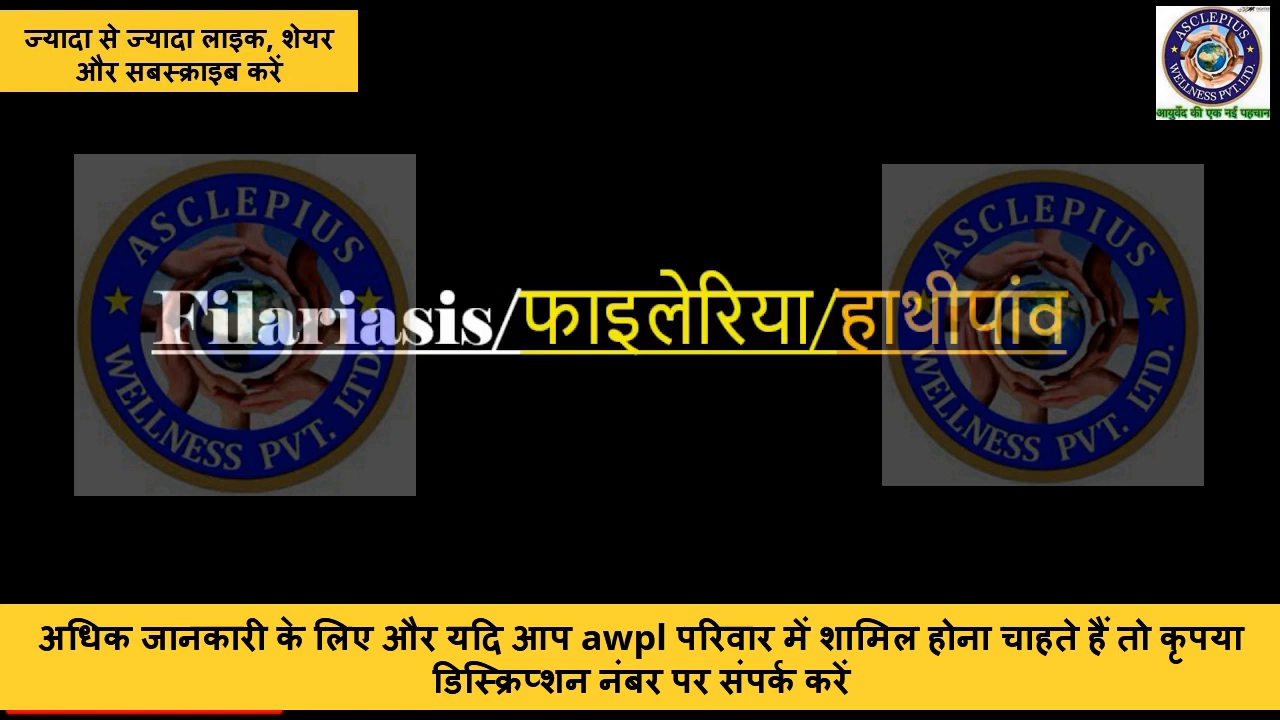 ज्यादा से ज्यादा लाइक, शेयर
और सबस्क्राइब करें
ASCLEPIUS
WELLNESS PVT. LTD.
आयुर्वेद की एक नई पहचान
ASCLEPIUS
WELLNESS PVT. LTD.
ASCLEPIUS
WELLNESS PVT. LTD.
Filariasis/फाइलेरिया/हाथीपांव
अधिक जानकारी के लिए और यदि आप awpl परिवार में शामिल होना चाहते हैं तो कृपया
डिस्क्रिप्शन नंबर पर संपर्क करें